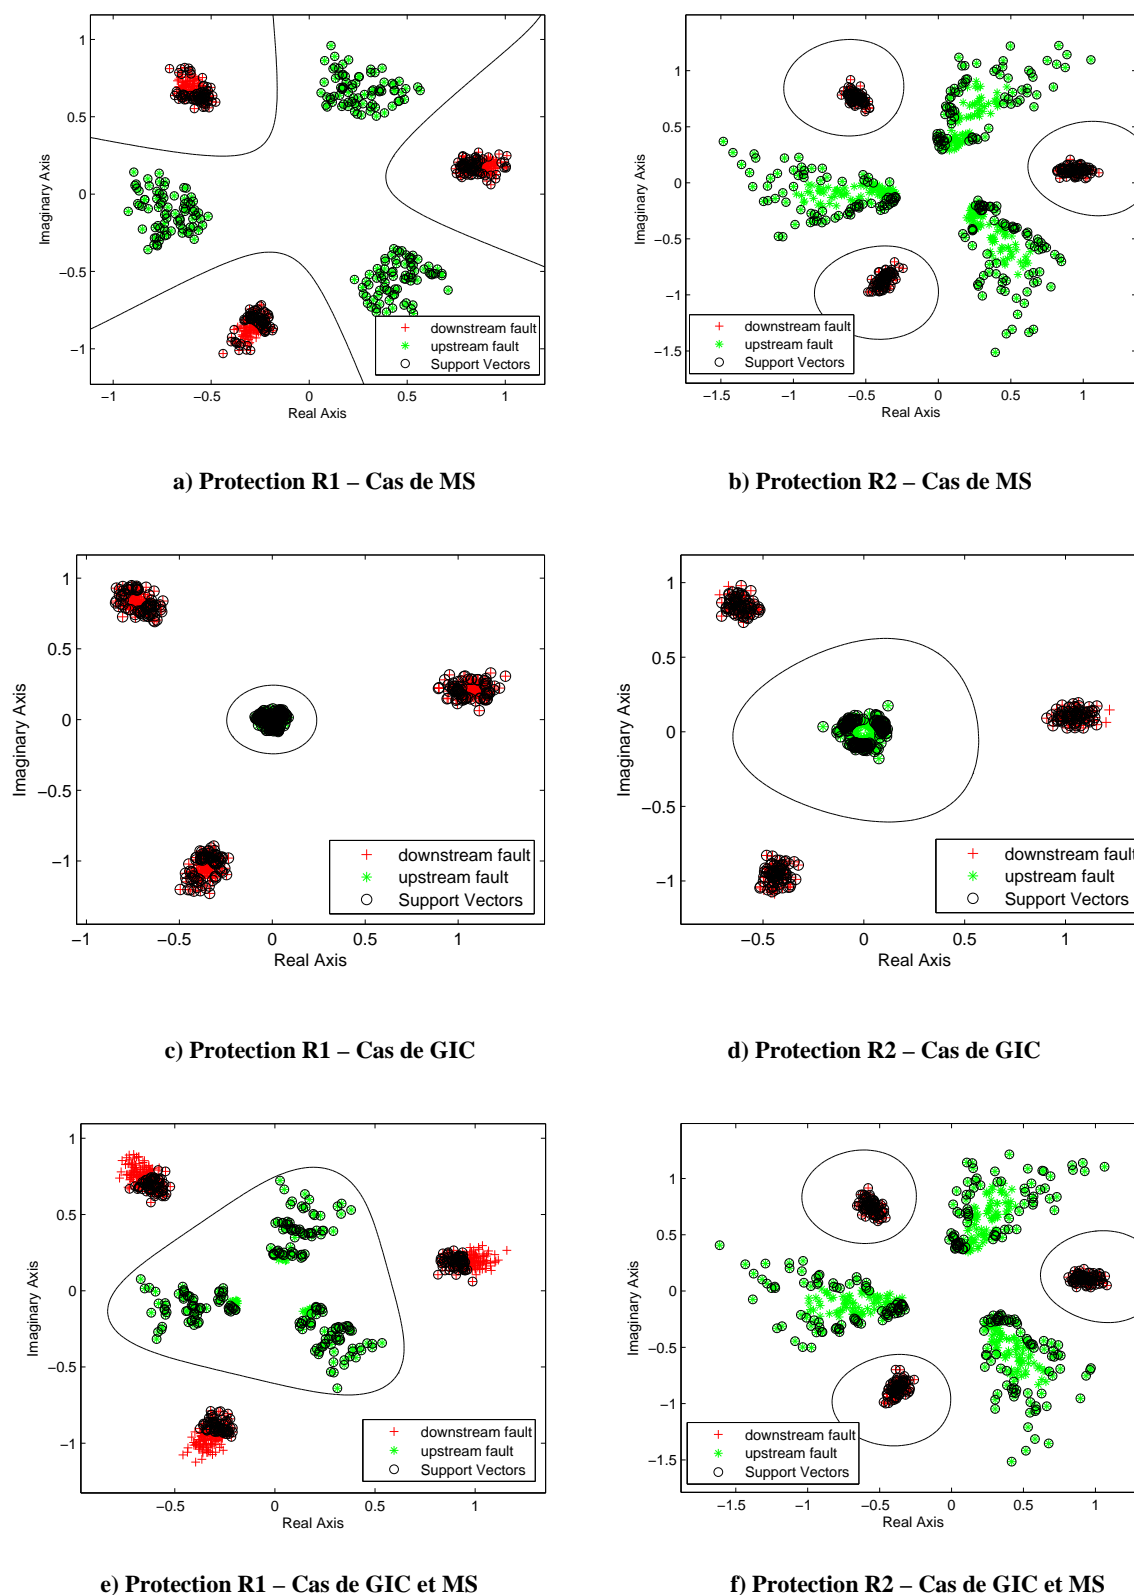 1
0.5
0
−0.5
−1
Imaginary Axis
−1
−0.5
0
0.5
1
Real Axis
downstream fault
upstream fault
Support Vectors
a) Protection R1 – Cas de MS
1
0.5
0
−0.5
−1
−1.5
Imaginary Axis
−1.5
−1
−0.5
0
0.5
1
Real Axis
downstream fault
upstream fault
Support Vectors
b) Protection R2 – Cas de MS
1
0.5
0
−0.5
−1
Imaginary Axis
−1
−0.5
0
0.5
1
Real Axis
downstream fault
upstream fault
Support Vectors
c) Protection R1 – Cas de GIC
1
0.5
0
−0.5
−1
Imaginary Axis
−0.5
0
0.5
1
Real Axis
downstream fault
upstream fault
Support Vectors
d) Protection R2 – Cas de GIC
1
0.5
0
−0.5
−1
Imaginary Axis
−0.5
0
0.5
1
Real Axis
downstream fault
upstream fault
Support Vectors
e) Protection R1 – Cas de GIC et MS
1
0.5
0
−0.5
−1
−1.5
Imaginary Axis
−1.5
−1
−0.5
0
0.5
1
Real Axis
downstream fault
upstream fault
Support Vectors
f) Protection R2 – Cas de GIC et MS